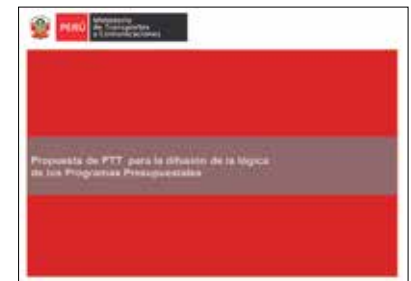 PERÚ
Ministerio
de Transportes
y Comunicaciones
Propuesta de PTT para la difusión de la lógica
de los Programas Presupuestales